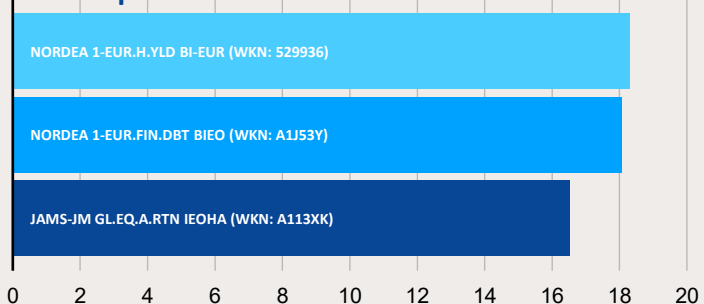 NORDEA 1-EUR.H.YLD BI-EUR (WKN: 529936)
NORDEA 1-EUR.FIN.DBT BIEO (WKN: A1J53Y)
JAMS-JM GL.EQ.A.RTN IEOHA (WKN: A113XK)
0 2 4 6 8 10 12 14 16 18 20